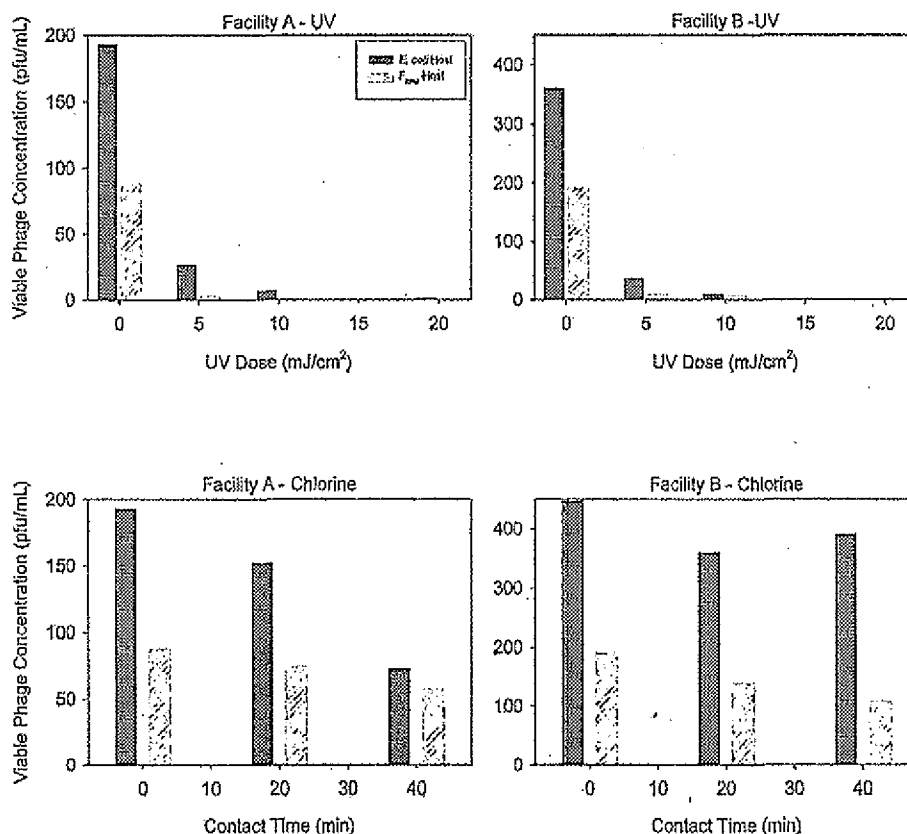 Facility A - UV
Facility B -UV
Viable Phage Concentration (pfu/mL)
200
150
100
50
0
E. coli Host
Host
400
300
200
100
0
0 5 10 15 20
0 5 10 15 20
UV Dose (mJ/cm²)
UV Dose (mJ/cm²)
Facility A - Chlorine
Facility B - Chlorine
Viable Phage Concentration (pfu/mL)
200
150
100
50
0
400
300
200
100
0
0 10 20 30 40
0 10 20 30 40
Contact Time (min)
Contact Time (min)